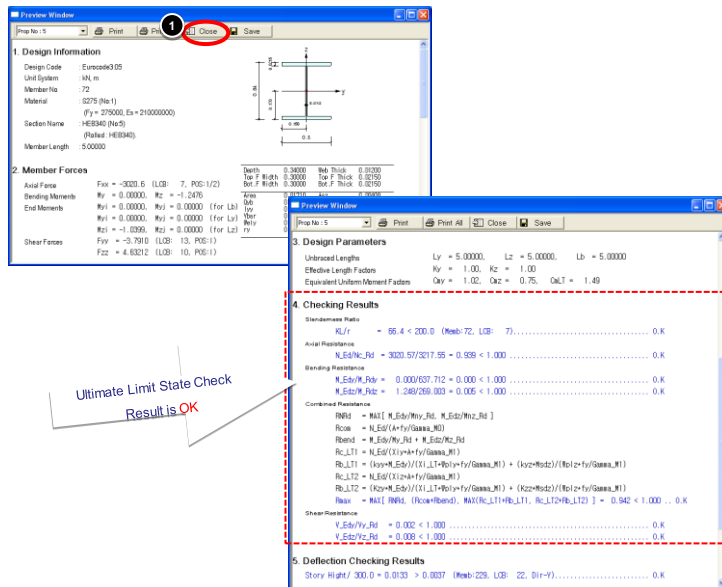 Preview Window
Prop No : 5
Print
Close
Save
1
1. Design Information
Design Code : Eurocode3:05
Unit System : kN, m
Member No : 72
Material : S275 (No:1)
(Fy = 275000, Es = 210000000)
Section Name : HEB340 (No:5)
(Rolled : HEB340).
Member Length : 5.00000
z
y
2. Member Forces
Axial Force Fxx = -3020.6 (LCB: 7, POS:1/2)
Bending Moments My = 0.00000, Mz = -1.2476
End Moments Myi = 0.00000, Myj = 0.00000 (for Lb)
Myi = 0.00000, Myj = 0.00000 (for Ly)
Mzi = -1.0399, Mzj = 0.00000 (for Lz)
Shear Forces Fyy = -3.7910 (LCB: 13, POS:1)
Fzz = 4.63212 (LCB: 10, POS:1)
Depth 0.34000 Web Thick 0.01200
Top F Width 0.30000 Top F Thick 0.02150
Bot.F Width 0.30000 Bot.F Thick 0.02150
Preview Window
Prop No : 5
Print
Print All
Close
Save
3. Design Parameters
Unbraced Lengths Ly = 5.00000, Lz = 5.00000, Lb = 5.00000
Effective Length Factors Ky = 1.00, Kz = 1.00
Equivalent Uniform Moment Factors Cmy = 1.02, Cmz = 0.75, CmLT = 1.49
4. Checking Results
Slenderness Ratio
KL/r = 66.4 < 200.0 (Memb:72, LCB: 7)................................... O.K
Axial Resistance
N_Ed/Nc_Rd = 3020.57/3217.55 = 0.939 < 1.000 ................................... O.K
Bending Resistance
M_Edy/M_Rdy = 0.000/637.712 = 0.000 < 1.000 ................................... O.K
M_Edz/M_Rdz = 1.248/269.003 = 0.005 < 1.000 ................................... O.K
Combined Resistance
RNRd = MAX[ M_Edy/Mny_Rd, M_Edz/Mnz_Rd ]
Rcom = N_Ed/(A*fy/Gamma_M0)
Rbend = M_Edy/My_Rd + M_Edz/Mz_Rd
Rc_LT1 = N_Ed/(Xiy*A*fy/Gamma_M1)
Rb_LT1 = (kyy*M_Edy)/(Xi_LT*Wply*fy/Gamma_M1) + (kyz*Msdz)/(Wplz*fy/Gamma_M1)
Rc_LT2 = N_Ed/(Xiz*A*fy/Gamma_M1)
Rb_LT2 = (Kzy*M_Edy)/(Xi_LT*Wply*fy/Gamma_M1) + (Kzz*Msdz)/(Wplz*fy/Gamma_M1)
Rmax = MAX[ RNRd, (Rcom+Rbend), MAX(Rc_LT1+Rb_LT1, Rc_LT2+Rb_LT2) ] = 0.942 < 1.000 .. O.K
Shear Resistance
V_Edy/Vy_Rd = 0.002 < 1.000 ................................... O.K
V_Edz/Vz_Rd = 0.008 < 1.000 ................................... O.K
5. Deflection Checking Results
Story Hight/ 300.0 = 0.0133 > 0.0037 (Memb:229, LCB: 22, Dir-Y)........................ O.K
Ultimate Limit State Check
Result is OK